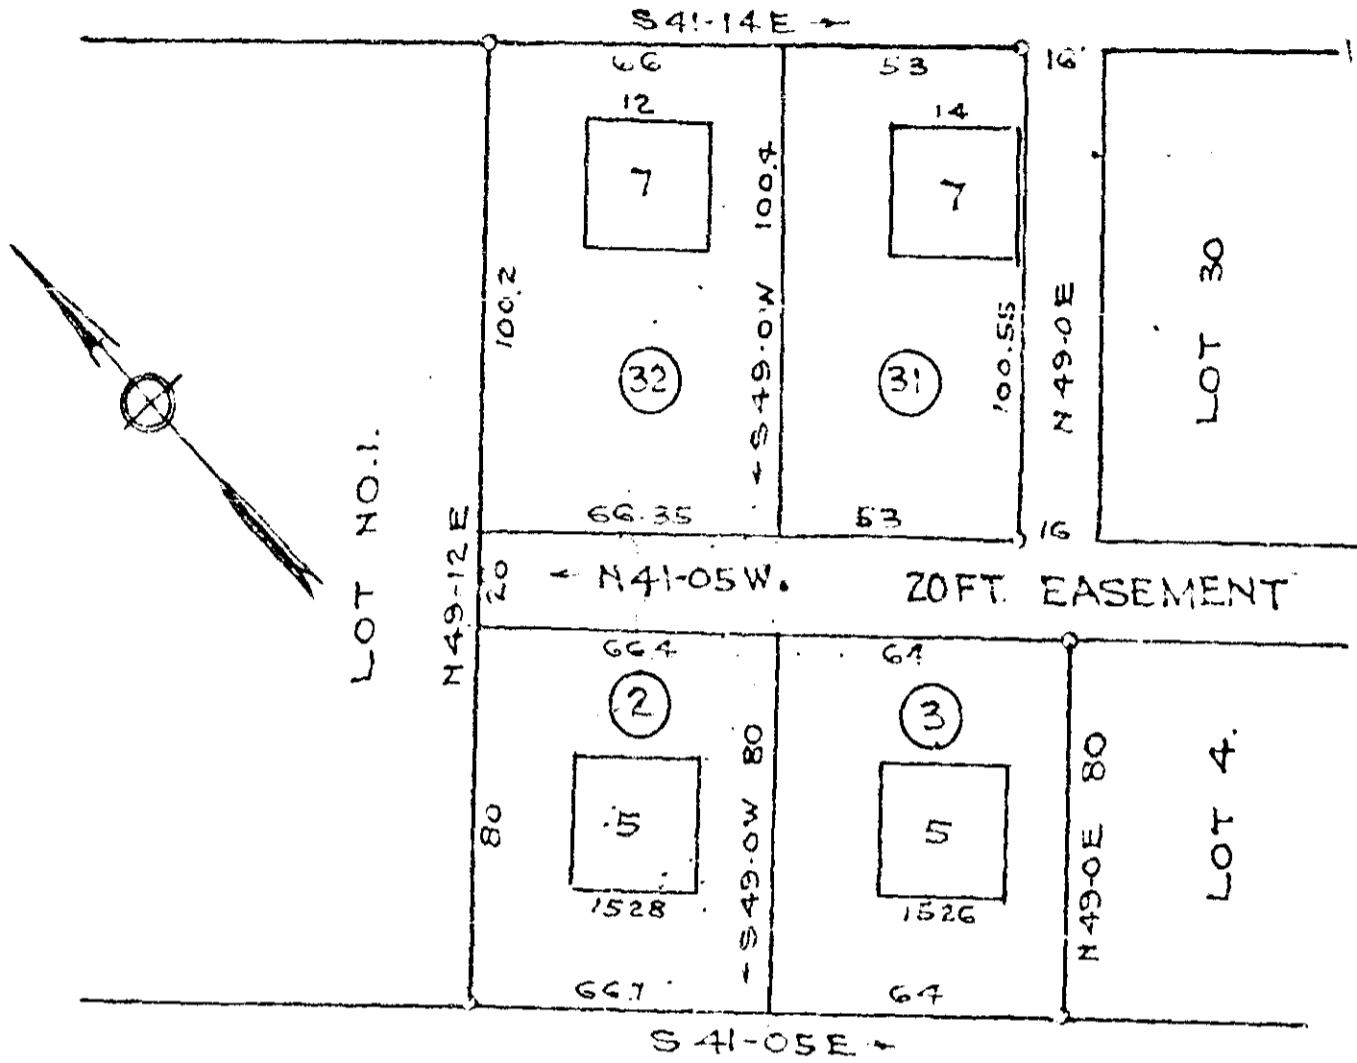 S 41-14 E
66
53
16'
12
14
7
7
100.2
S 49-0 W 100.4
100.55
N 49-0 E
LOT 30
32
31
LOT NO.1.
66.35
53
16
N 49-12 E
20
N 41-05 W.
20 FT. EASEMENT
66.4
64
2
3
80
5
S 49-0 W 80
5
N 49-0 E 80
LOT 4.
1528
1526
66.7
64
S 41-05 E